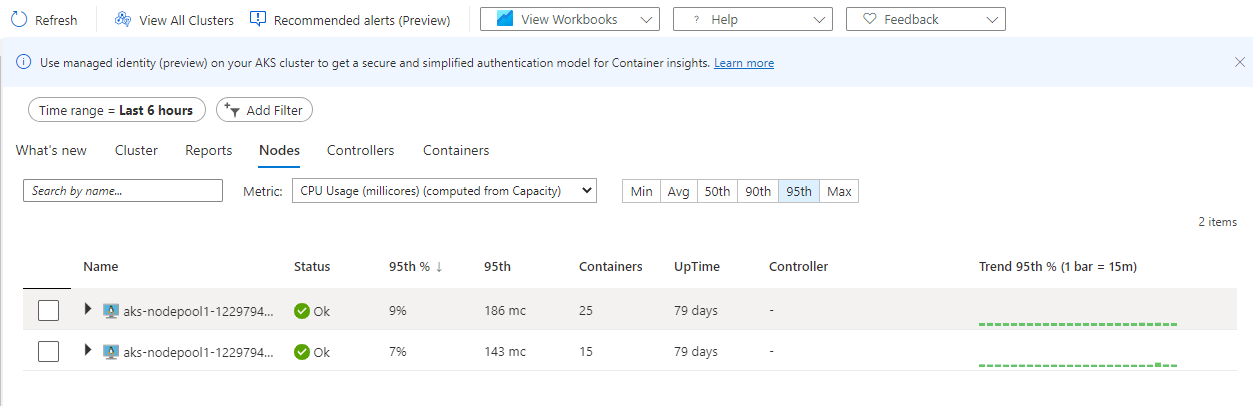 Refresh View All Clusters Recommended alerts (Preview) View Workbooks ? Help Feedback
Use managed identity (preview) on your AKS cluster to get a secure and simplified authentication model for Container insights. Learn more
Time range = Last 6 hours Add Filter
What's new Cluster Reports Nodes Controllers Containers
Search by name... Metric: CPU Usage (millicores) (computed from Capacity) Min Avg 50th 90th 95th Max
2 items
Name Status 95th % ↓ 95th Containers UpTime Controller Trend 95th % (1 bar = 15m)
aks-nodepool1-1229794... Ok 9% 186 mc 25 79 days -
aks-nodepool1-1229794... Ok 7% 143 mc 15 79 days -